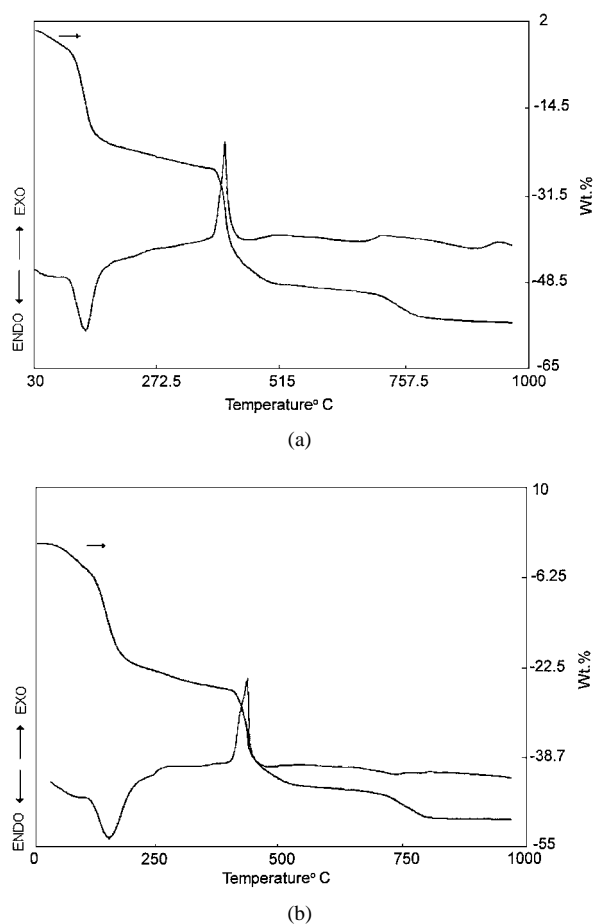 2
-14.5
-31.5
-48.5
-65
Wt.%
ENDO
EXO
30
272.5
515
757.5
1000
Temperature° C
(a)
10
-6.25
-22.5
-38.7
-55
Wt.%
ENDO
EXO
0
250
500
750
1000
Temperature° C
(b)